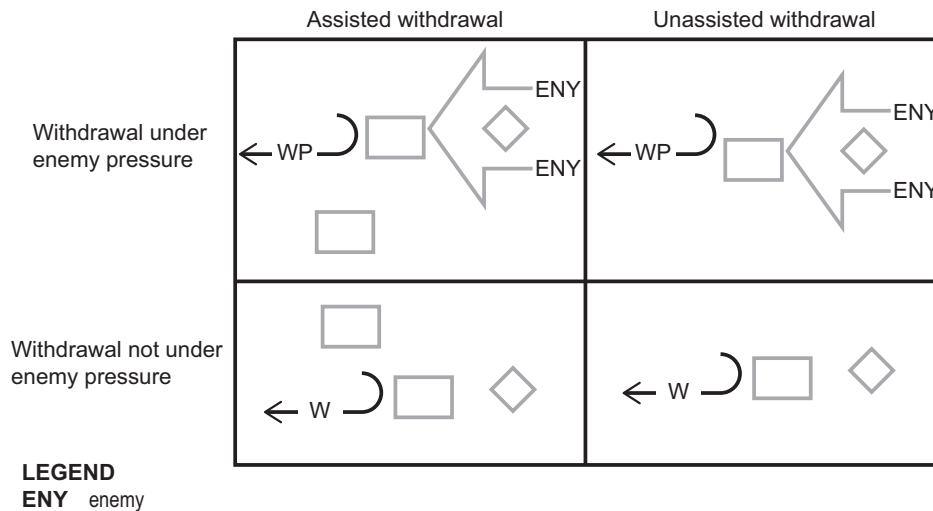 Assisted withdrawal
Unassisted withdrawal
Withdrawal under
enemy pressure
WP
ENY
ENY
WP
ENY
ENY
Withdrawal not under
enemy pressure
W
W
LEGEND
ENY enemy